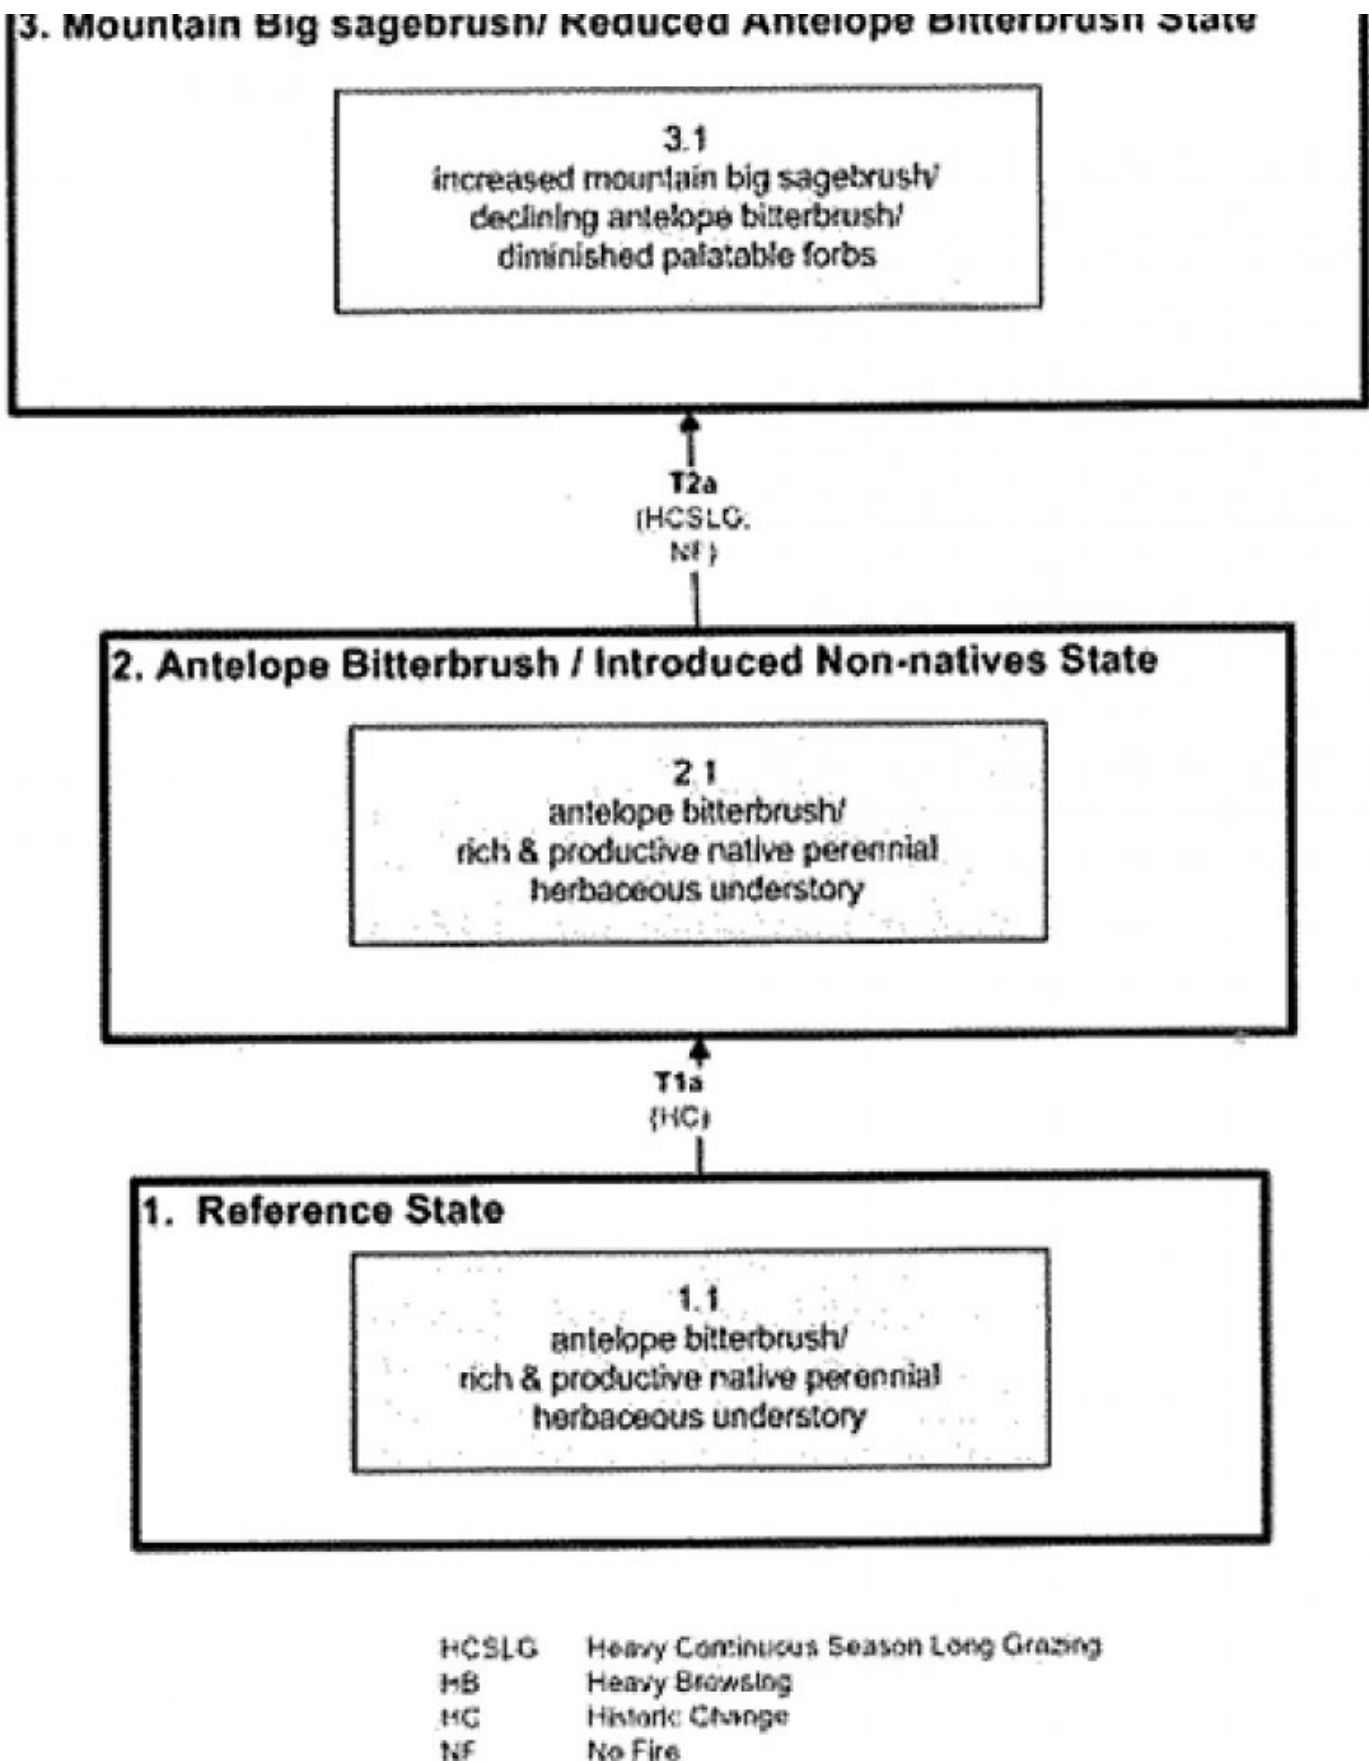 3. Mountain Big sagebrush/ Reduced Antelope Bitterbrush State
3.1
increased mountain big sagebrush/
declining antelope bitterbrush/
diminished palatable forbs
T2a
(HCSLG,
NF)
2. Antelope Bitterbrush / Introduced Non-natives State
2.1
antelope bitterbrush/
rich & productive native perennial
herbaceous understory
T1a
(HC)
1. Reference State
1.1
antelope bitterbrush/
rich & productive native perennial
herbaceous understory
HCSLG Heavy Continuous Season Long Grazing
HB Heavy Browsing
HC Historic Change
NF No Fire